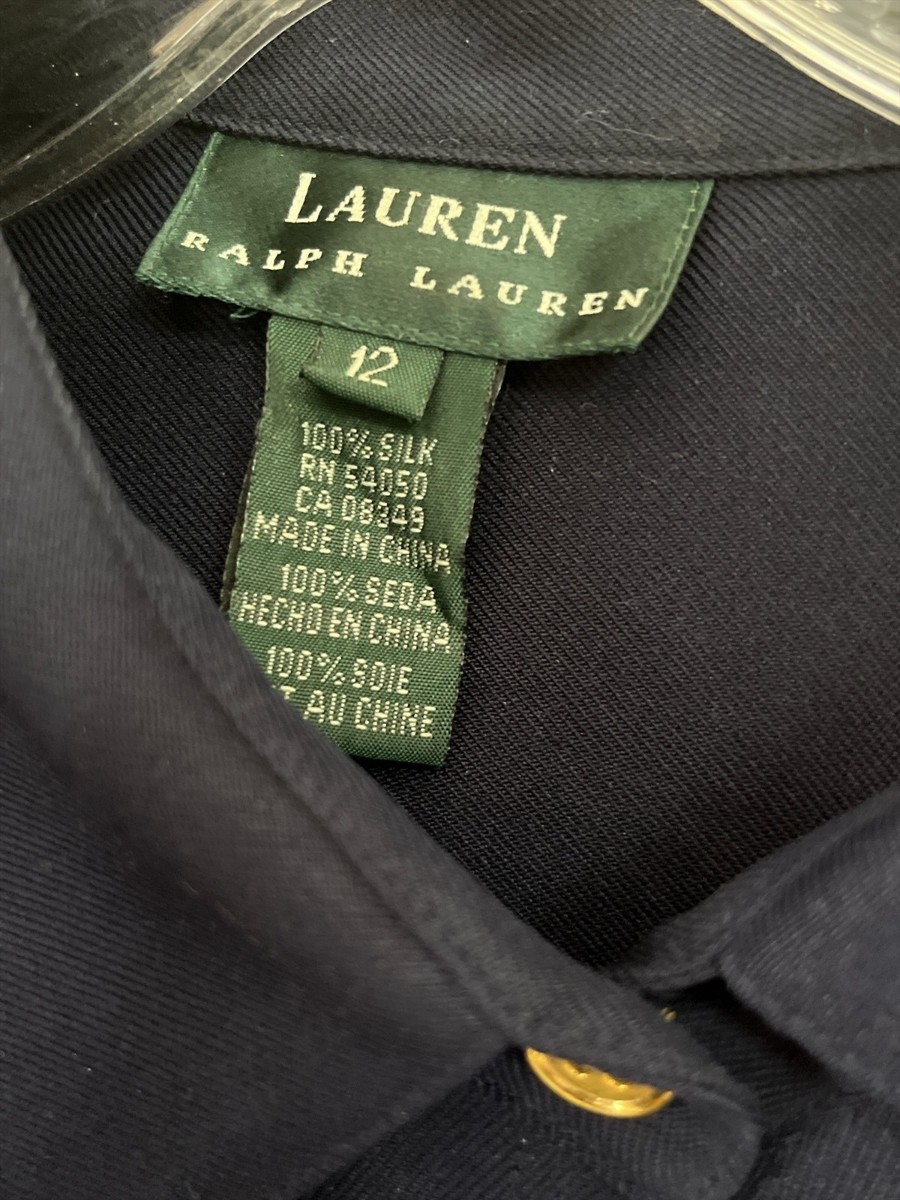 LAUREN
RALPH LAUREN
12
100% SILK
RN 54050
CA 08849
MADE IN CHINA
100% SEDA
HECHO EN CHINA
100% SOIE
AU CHINE